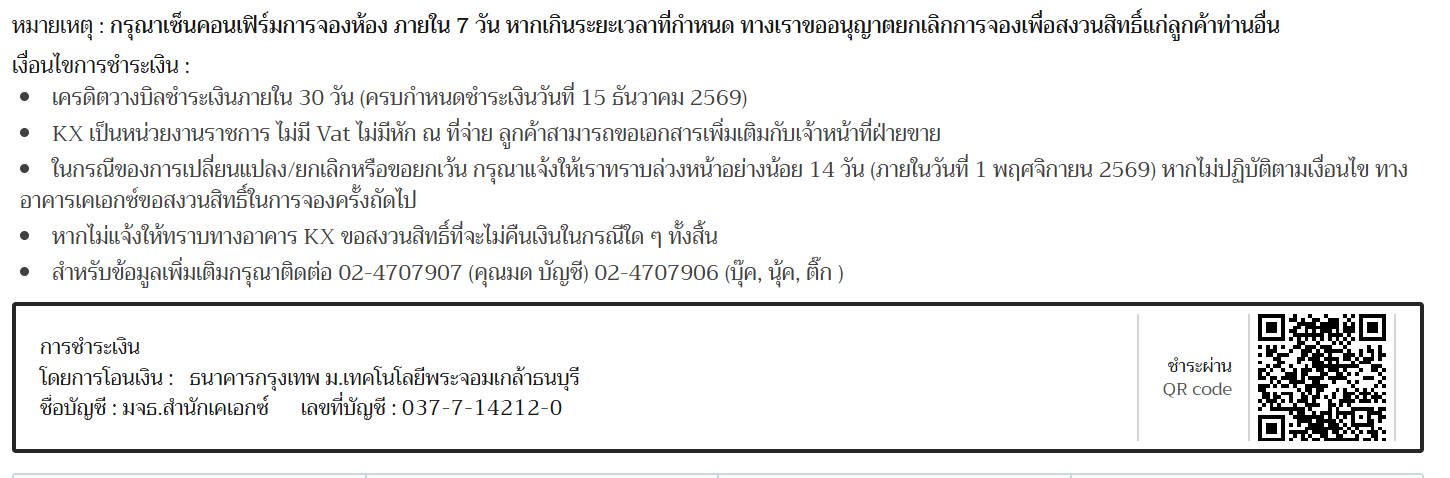 หมายเหตุ : กรุณาเซ็นคอนเฟิร์มการจองห้อง ภายใน 7 วัน หากเกินระยะเวลาที่กำหนด ทางเราขออนุญาตยกเลิกการจองเพื่อสงวนสิทธิ์แก่ลูกค้าท่านอื่น
เงื่อนไขการชำระเงิน :
• เครดิตวางบิลชำระเงินภายใน 30 วัน (ครบกำหนดชำระเงินวันที่ 15 ธันวาคม 2569)
• KX เป็นหน่วยงานราชการ ไม่มี Vat ไม่มีหัก ณ ที่จ่าย ลูกค้าสามารถขอเอกสารเพิ่มเติมกับเจ้าหน้าที่ฝ่ายขาย
• ในกรณีของการเปลี่ยนแปลง/ยกเลิกหรือขอยกเว้น กรุณาแจ้งให้เราทราบล่วงหน้าอย่างน้อย 14 วัน (ภายในวันที่ 1 พฤศจิกายน 2569) หากไม่ปฏิบัติตามเงื่อนไข ทาง
อาคารเคเอกซ์ขอสงวนสิทธิ์ในการจองครั้งถัดไป
• หากไม่แจ้งให้ทราบทางอาคาร KX ขอสงวนสิทธิ์ที่จะไม่คืนเงินในกรณีใด ๆ ทั้งสิ้น
• สำหรับข้อมูลเพิ่มเติมกรุณาติดต่อ 02-4707907 (คุณมด บัญชี) 02-4707906 (บุ๊ค, นุ้ค, ติ๊ก )
การชำระเงิน
โดยการโอนเงิน : ธนาคารกรุงเทพ ม.เทคโนโลยีพระจอมเกล้าธนบุรี
ชื่อบัญชี : มจธ.สำนักเคเอกซ์ เลขที่บัญชี : 037-7-14212-0
ชำระผ่าน
QR code